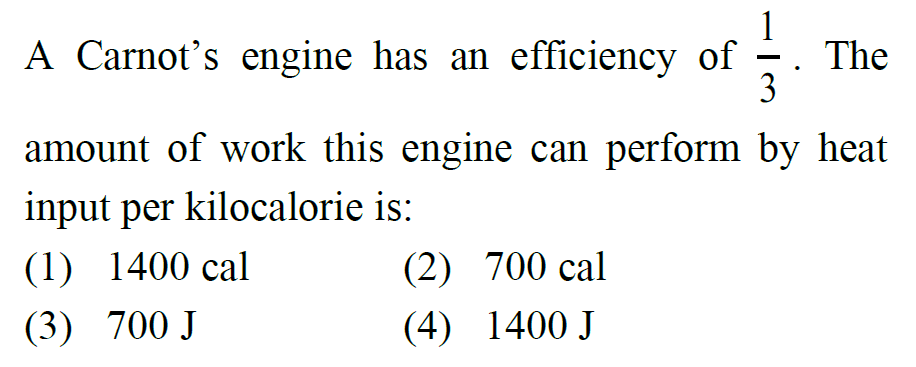 A Carnot’s engine has an efficiency of 1/3. The
amount of work this engine can perform by heat
input per kilocalorie is:
(1) 1400 cal (2) 700 cal
(3) 700 J (4) 1400 J